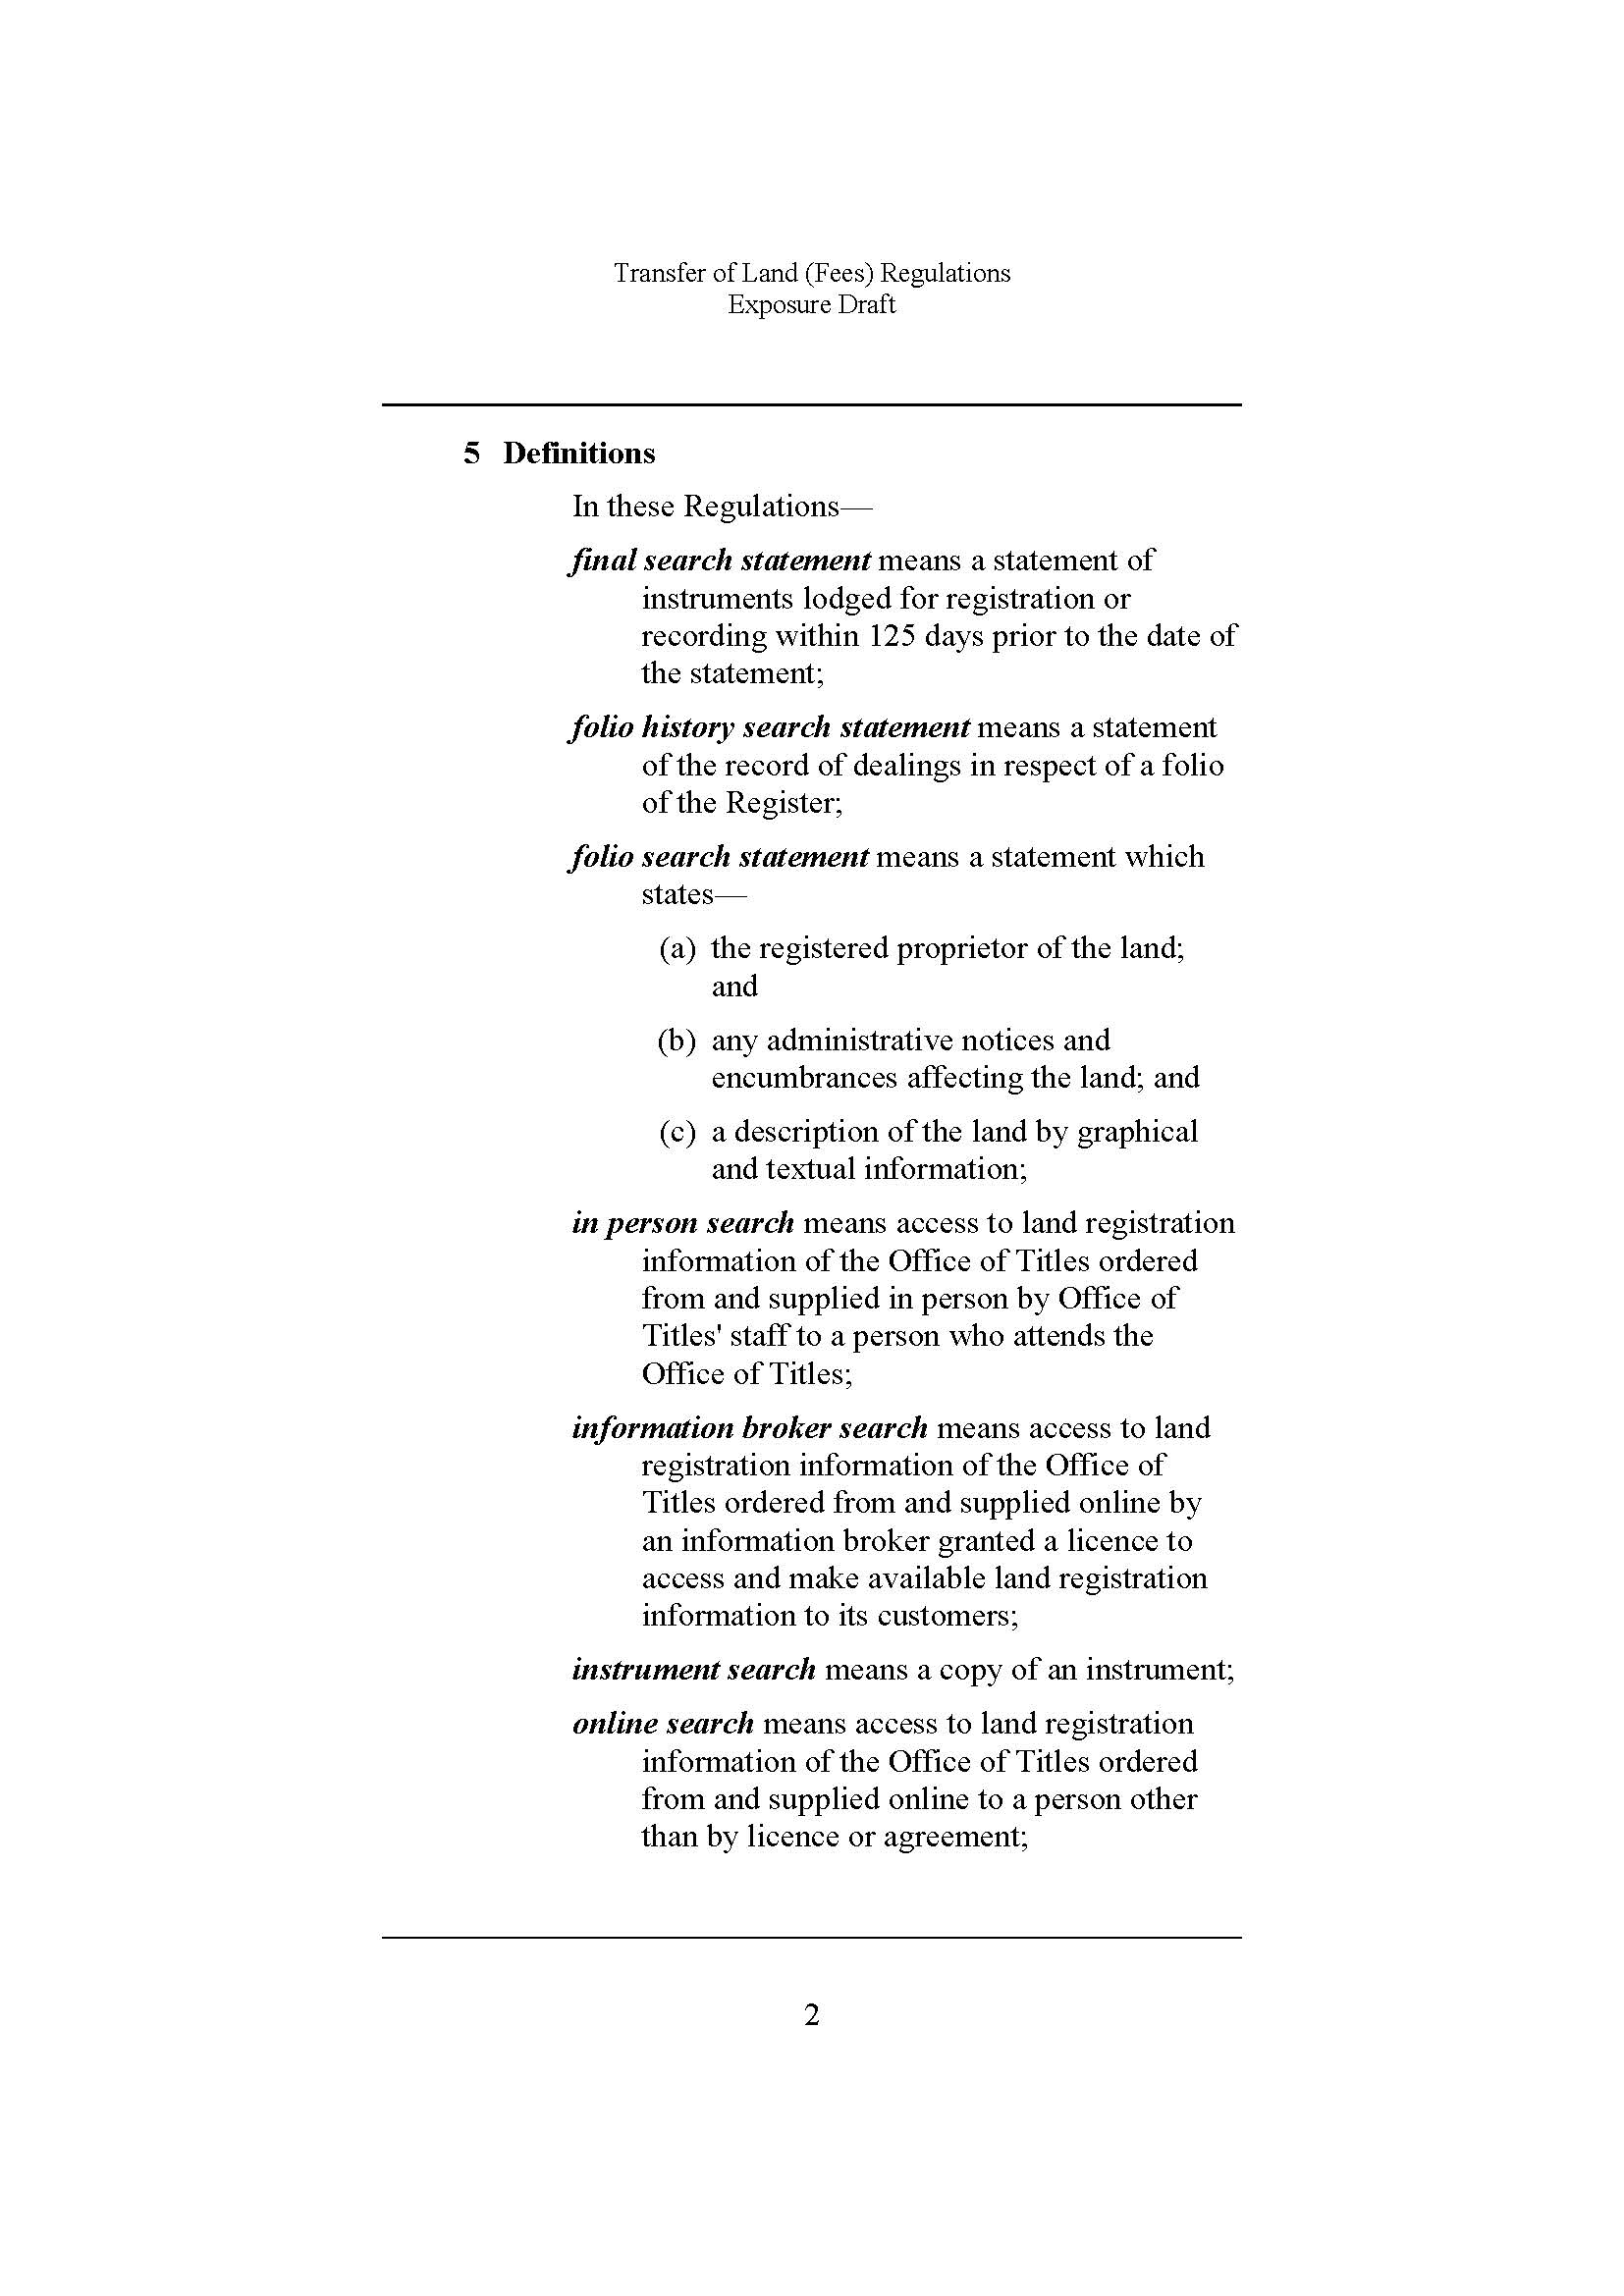 Transfer of Land (Fees) Regulations
Exposure Draft
5 Definitions
In these Regulations—
final search statement means a statement of
instruments lodged for registration or
recording within 125 days prior to the date of
the statement;
folio history search statement means a statement
of the record of dealings in respect of a folio
of the Register;
folio search statement means a statement which
states—
(a) the registered proprietor of the land;
and
(b) any administrative notices and
encumbrances affecting the land; and
(c) a description of the land by graphical
and textual information;
in person search means access to land registration
information of the Office of Titles ordered
from and supplied in person by Office of
Titles' staff to a person who attends the
Office of Titles;
information broker search means access to land
registration information of the Office of
Titles ordered from and supplied online by
an information broker granted a licence to
access and make available land registration
information to its customers;
instrument search means a copy of an instrument;
online search means access to land registration
information of the Office of Titles ordered
from and supplied online to a person other
than by licence or agreement;
2